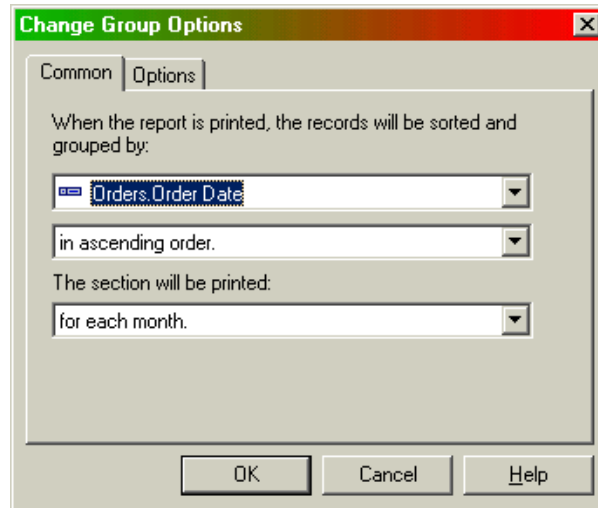 Change Group Options
Common Options
When the report is printed, the records will be sorted and
grouped by:
Orders.Order Date
in ascending order.
The section will be printed:
for each month.
OK Cancel Help